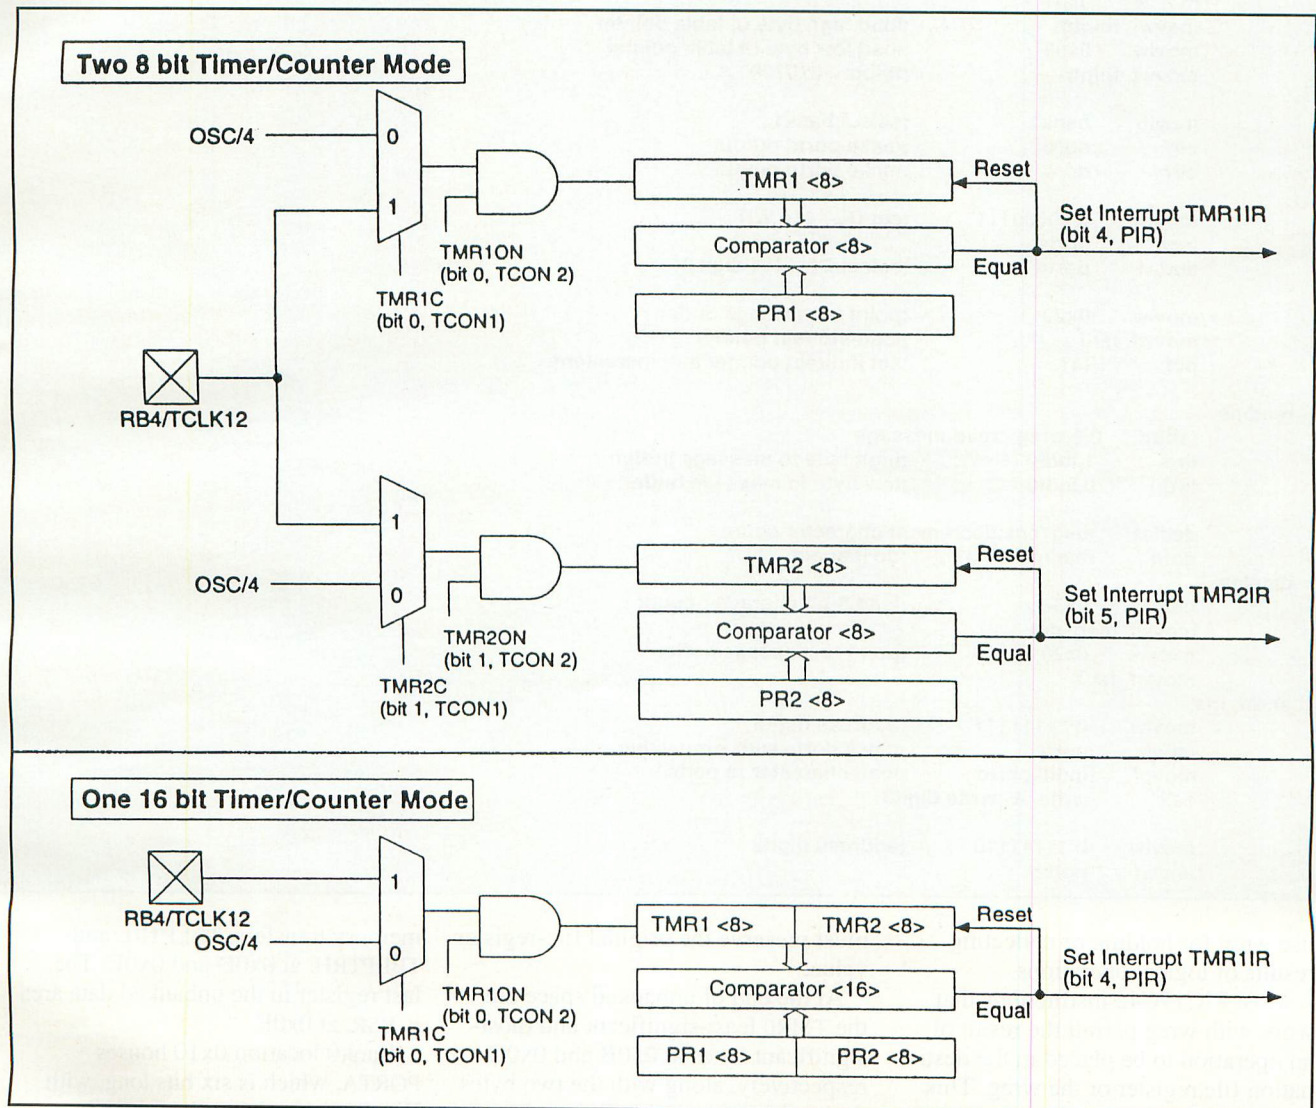 Two 8 bit Timer/Counter Mode
OSC/4
0
1
TMR1ON
(bit 0, TCON 2)
TMR1C
(bit 0, TCON1)
TMR1 <8>
Comparator <8>
PR1 <8>
Reset
Equal
Set Interrupt TMR1IR
(bit 4, PIR)
RB4/TCLK12
1
OSC/4
0
TMR2ON
(bit 1, TCON 2)
TMR2C
(bit 1, TCON1)
TMR2 <8>
Comparator <8>
PR2 <8>
Reset
Equal
Set Interrupt TMR2IR
(bit 5, PIR)
One 16 bit Timer/Counter Mode
RB4/TCLK12
OSC/4
1
0
TMR1ON
(bit 0, TCON 2)
TMR1C
(bit 0, TCON1)
TMR1 <8>
TMR2 <8>
Comparator <16>
PR1 <8>
PR2 <8>
Reset
Equal
Set Interrupt TMR1IR
(bit 4, PIR)